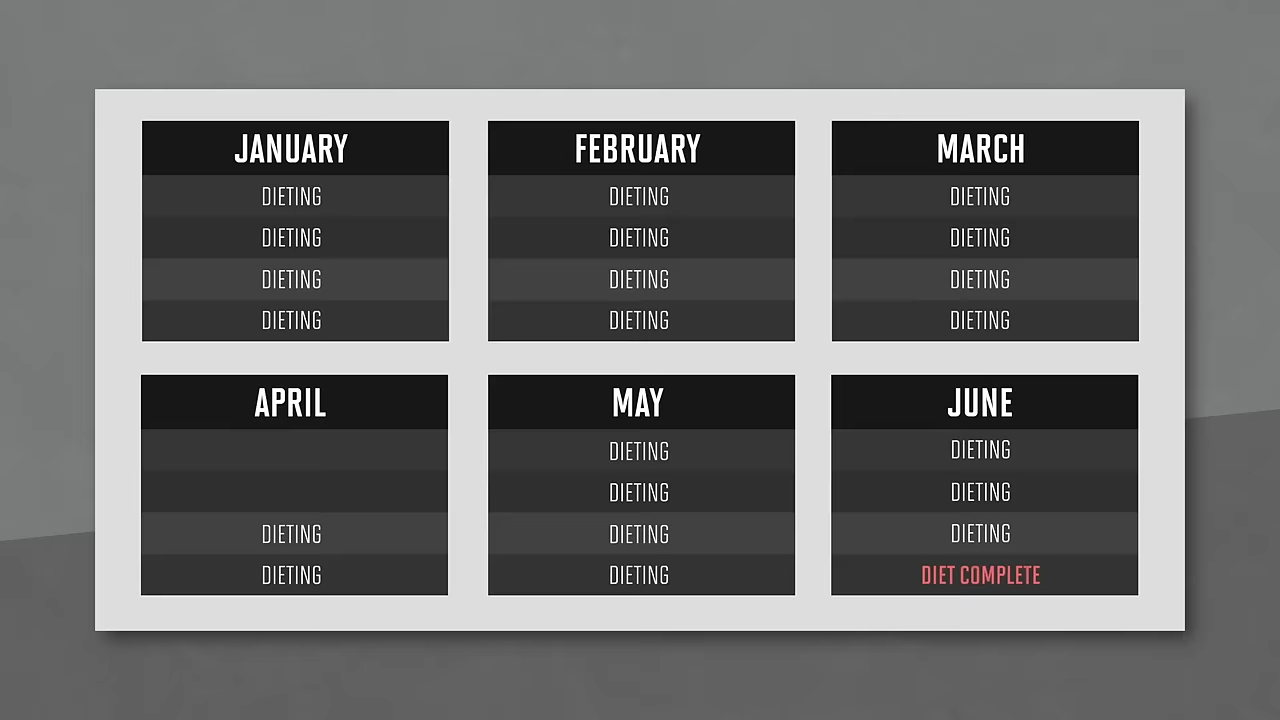 JANUARY
DIETING
DIETING
DIETING
DIETING
FEBRUARY
DIETING
DIETING
DIETING
DIETING
MARCH
DIETING
DIETING
DIETING
DIETING
APRIL
DIETING
DIETING
MAY
DIETING
DIETING
DIETING
DIETING
JUNE
DIETING
DIETING
DIETING
DIET COMPLETE